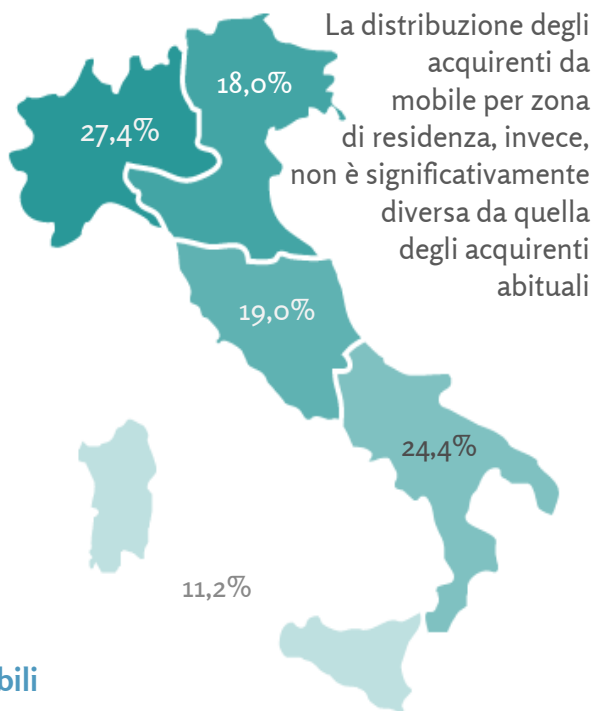 La distribuzione degli
acquirenti da
mobile per zona
di residenza, invece,
non è significativamente
diversa da quella
degli acquirenti
abituali
18,0%
27,4%
19,0%
24,4%
11,2%
bili